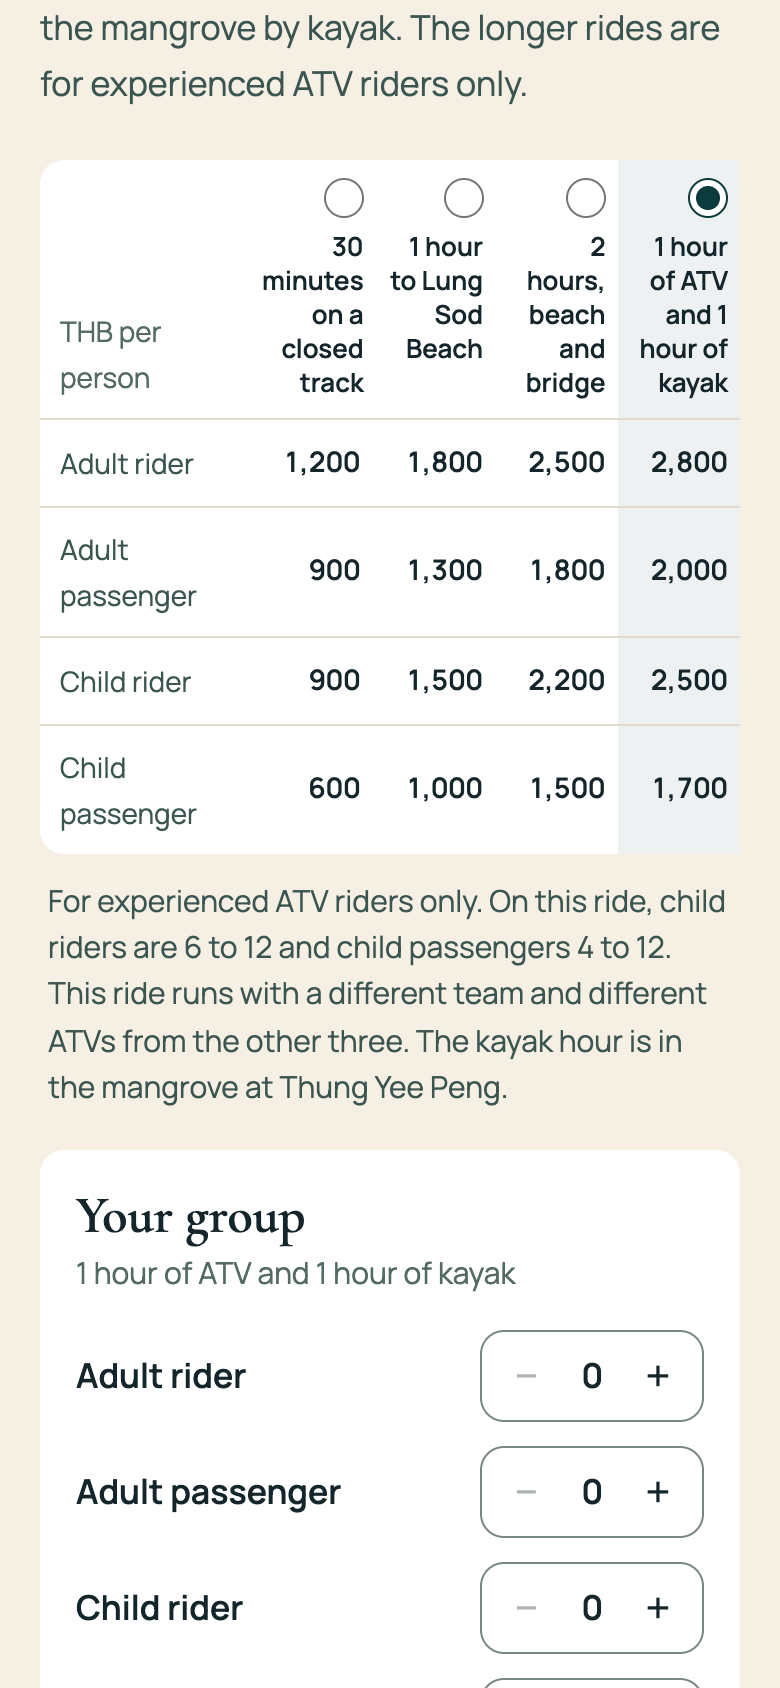 the mangrove by kayak. The longer rides are
for experienced ATV riders only.
THB per person
30 minutes on a closed track
1 hour to Lung Sod Beach
2 hours, beach and bridge
1 hour of ATV and 1 hour of kayak
Adult rider 1,200 1,800 2,500 2,800
Adult passenger 900 1,300 1,800 2,000
Child rider 900 1,500 2,200 2,500
Child passenger 600 1,000 1,500 1,700
For experienced ATV riders only. On this ride, child
riders are 6 to 12 and child passengers 4 to 12.
This ride runs with a different team and different
ATVs from the other three. The kayak hour is in
the mangrove at Thung Yee Peng.
Your group
1 hour of ATV and 1 hour of kayak
Adult rider − 0 +
Adult passenger − 0 +
Child rider − 0 +